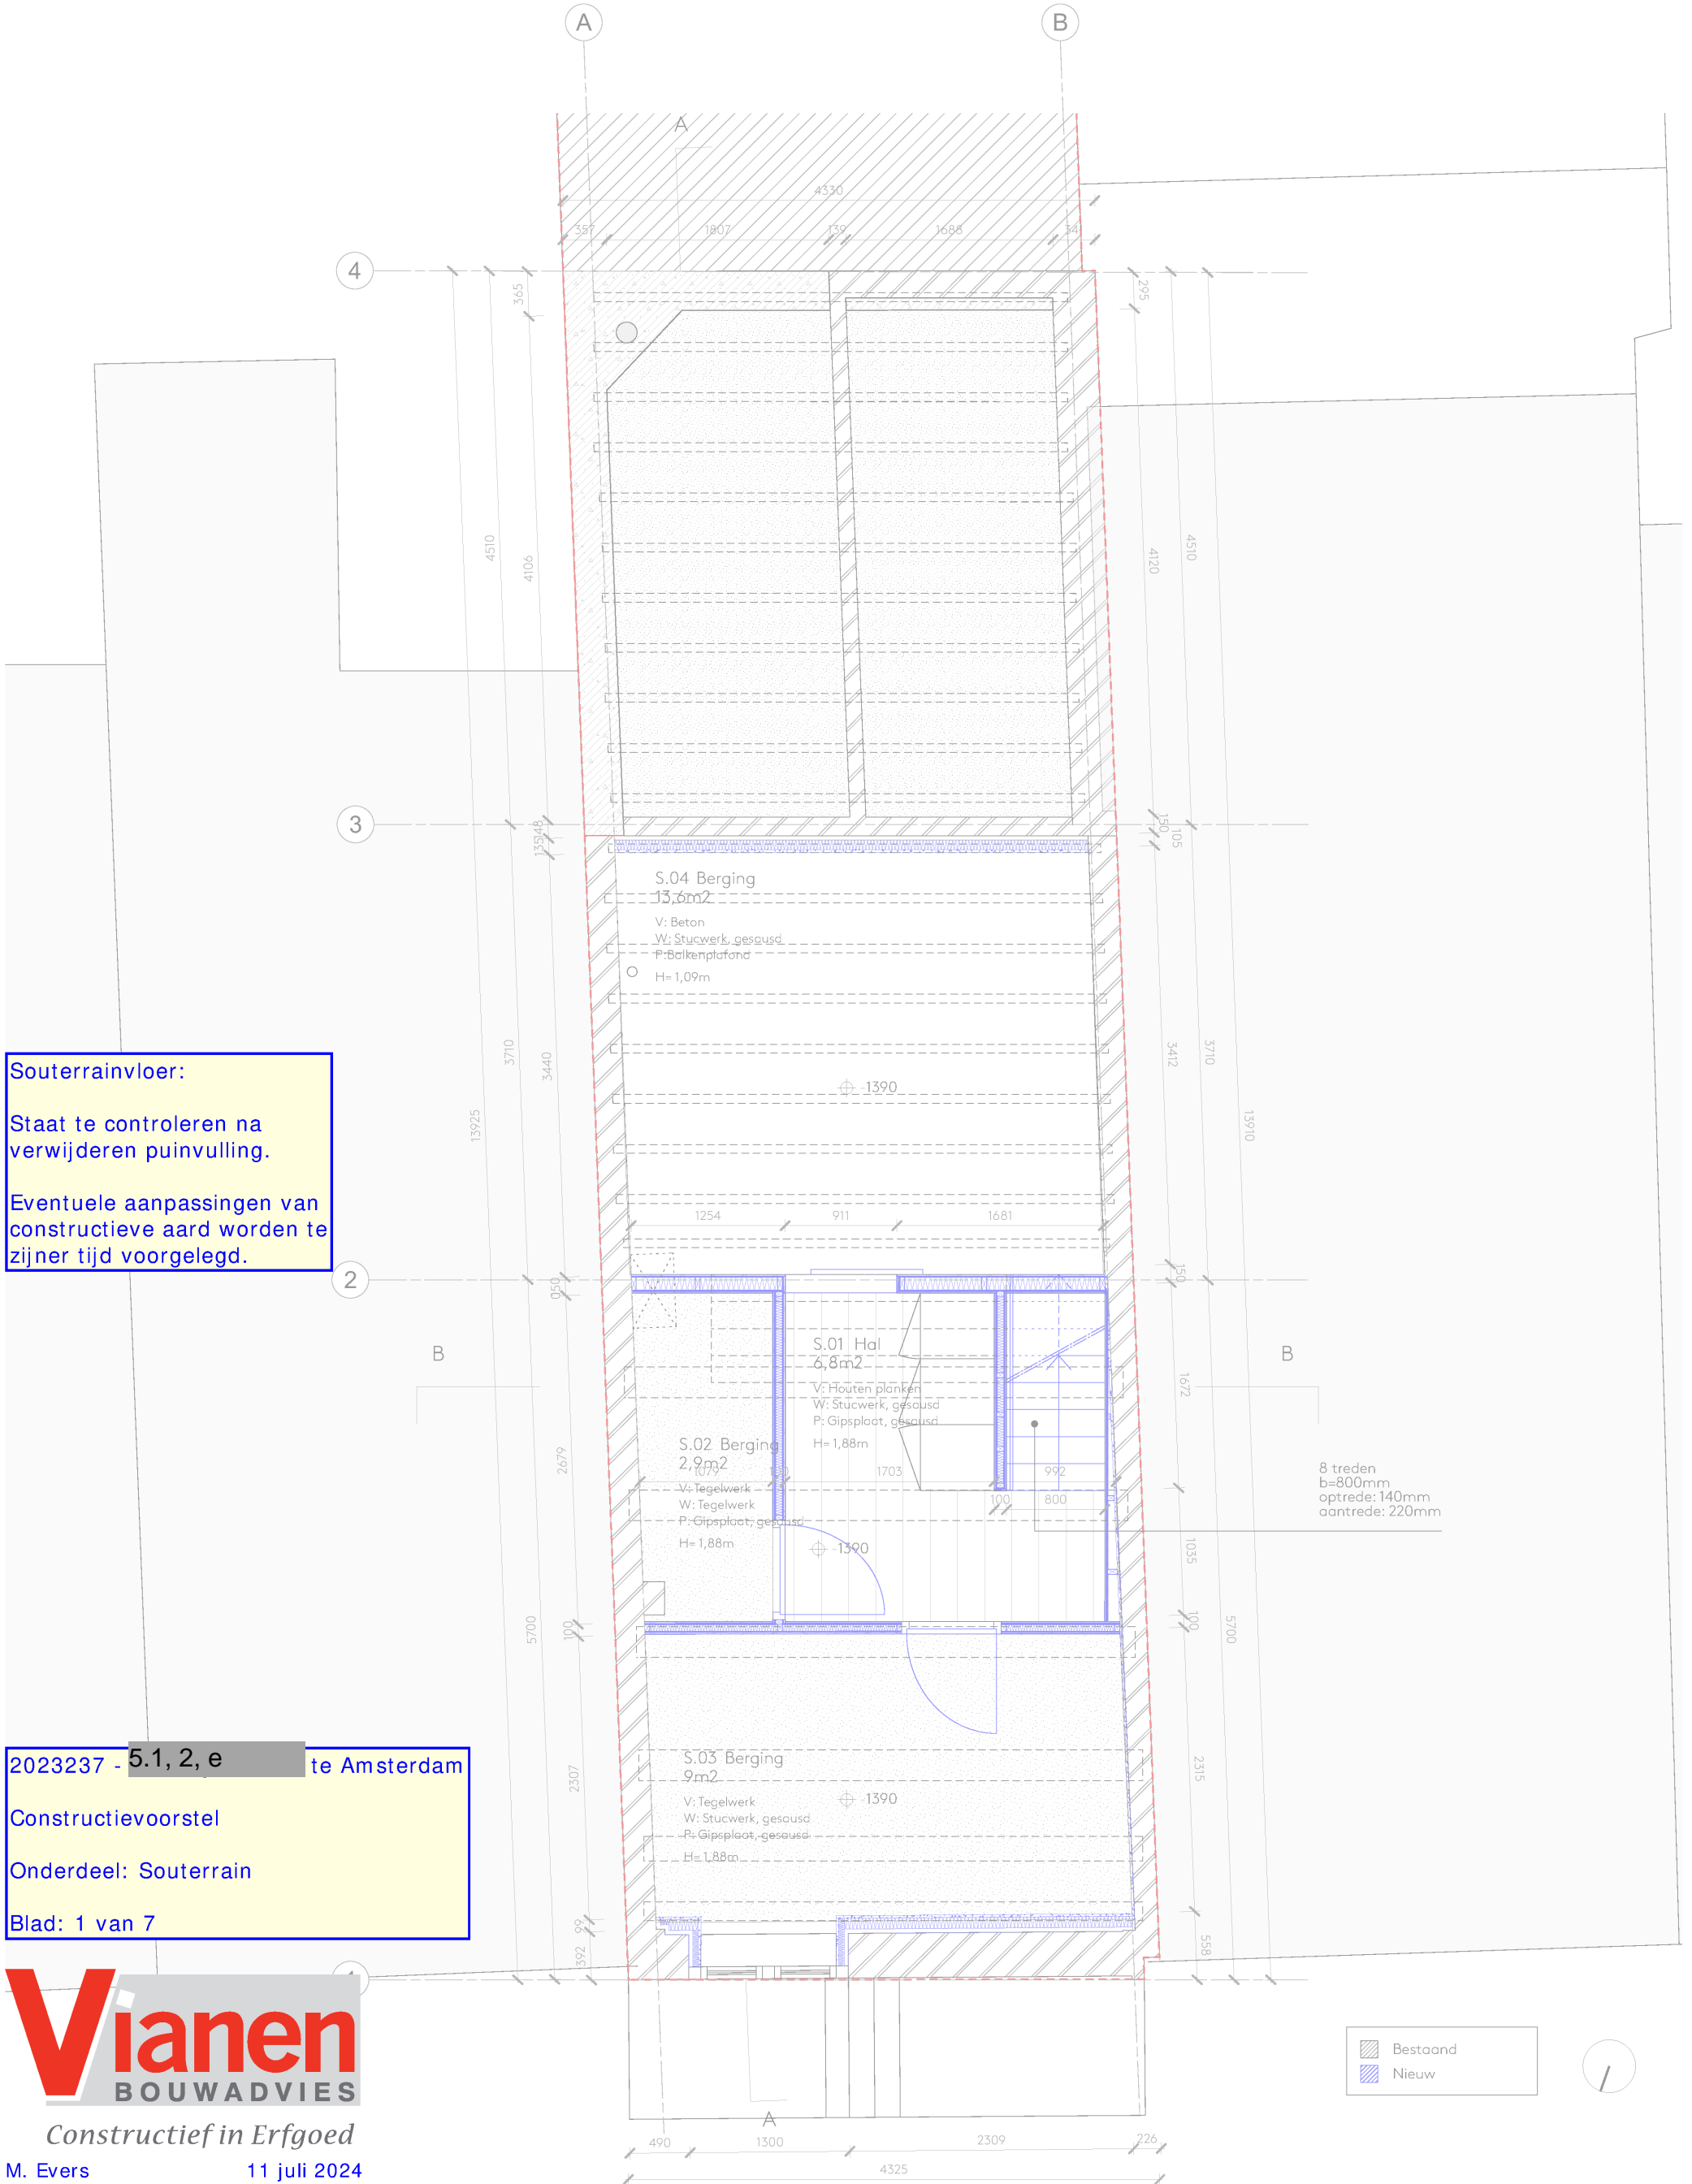 A
B
A
4330
357
1807
139
1688
34
4
365
295
4510
4106
4120
4510
3
148
135
150
105
S.04 Berging
13,6m2
V: Beton
W: Stucwerk, gesausd
P:Balkenplafond
H= 1,09m
3710
3440
3412
3710
-1390
13925
13910
Souterrainvloer:
Staat te controleren na
verwijderen puinvulling.
Eventuele aanpassingen van
constructieve aard worden te
zijner tijd voorgelegd.
1254
911
1681
2
150
B
B
S.01 Hal
6,8m2
V: Houten planken
W: Stucwerk, gesausd
P: Gipsplaat, gesausd
H= 1,88m
1672
2679
S.02 Berging
2,9m2
V: Tegelwerk
W: Tegelwerk
P: Gipsplaat, gesausd
H= 1,88m
1079
1703
992
100
800
8 treden
b=800mm
optrede: 140mm
aantrede: 220mm
-1390
1035
5700
100
100
5700
S.03 Berging
9m2
V: Tegelwerk
W: Stucwerk, gesausd
P: Gipsplaat, gesausd
H= 1,88m
-1390
2307
2315
2023237 - 5.1, 2, e te Amsterdam
Constructievoorstel
Onderdeel: Souterrain
Blad: 1 van 7
99
392
558
Vianen
BOUWADVIES
Constructief in Erfgoed
M. Evers 11 juli 2024
Bestaand
Nieuw
A
490
1300
2309
226
4325